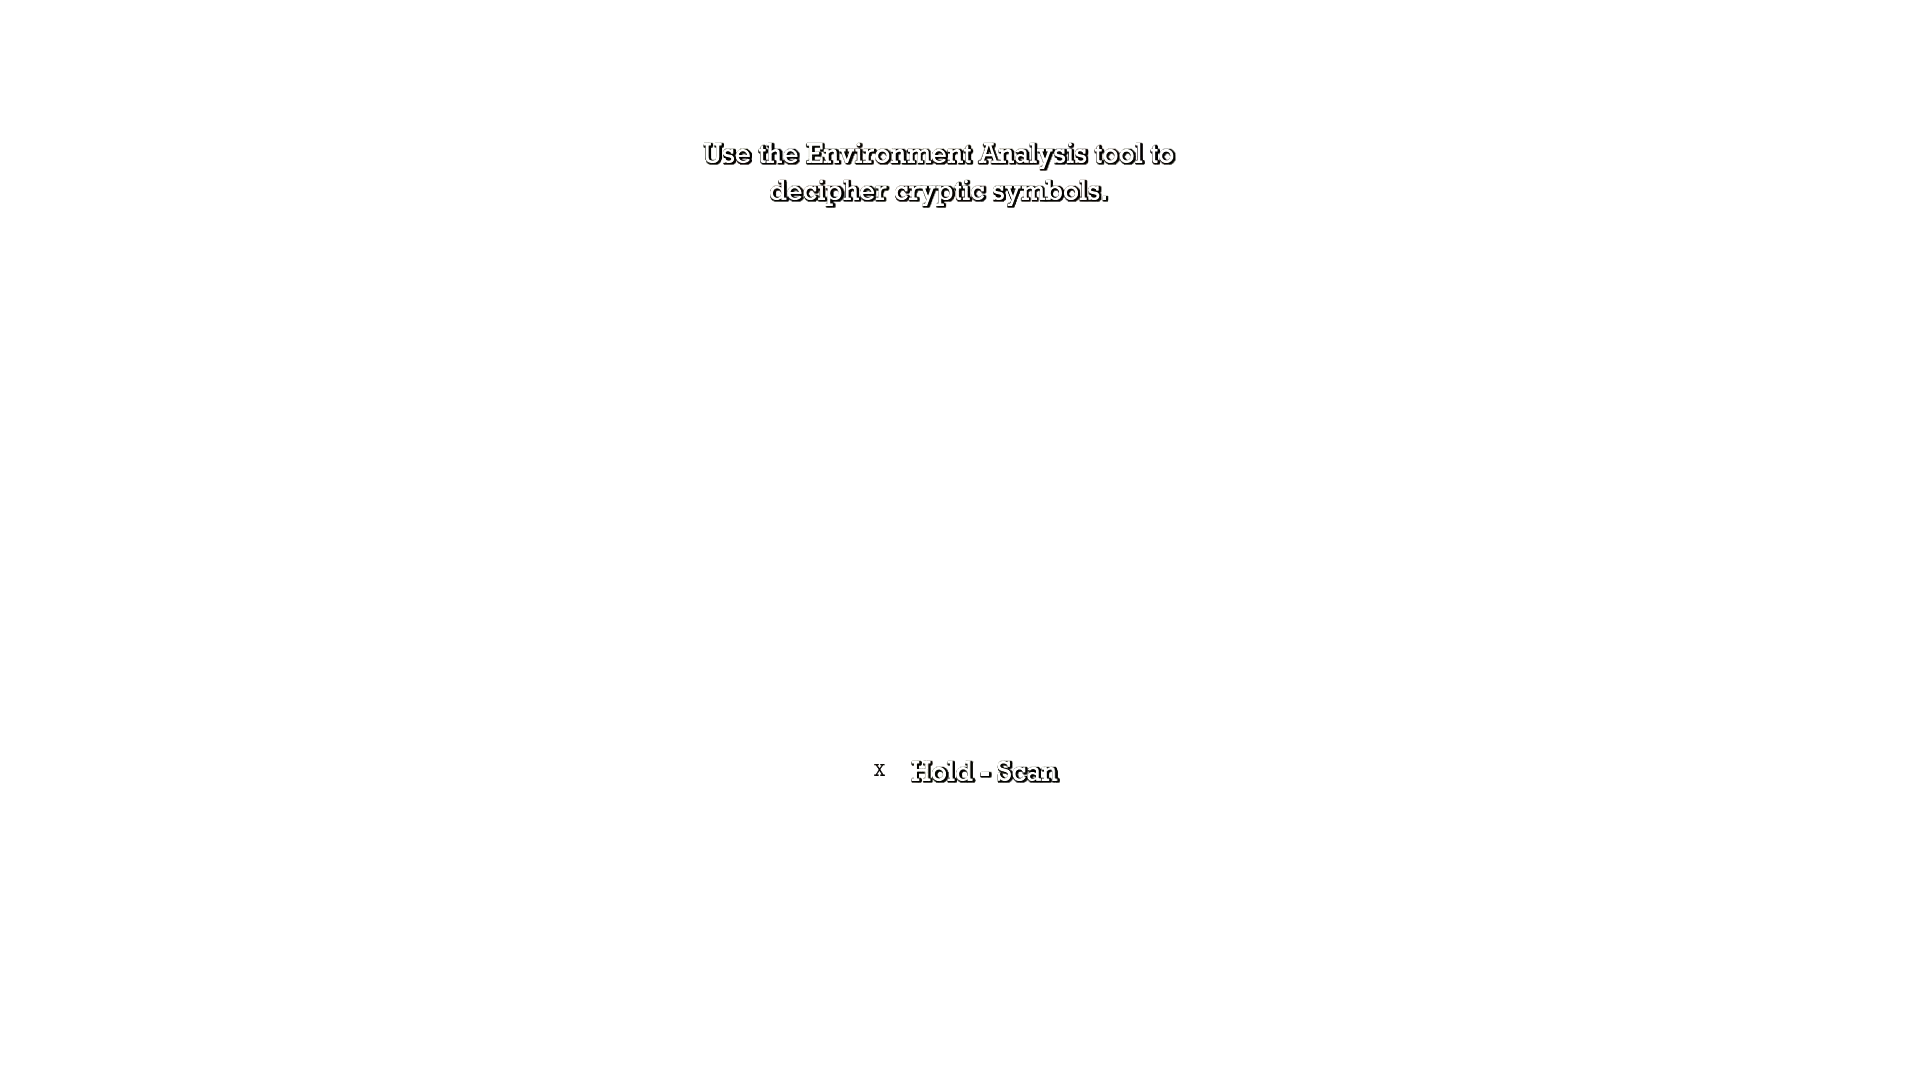 Use the Environment Analysis tool to
decipher cryptic symbols.
X Hold - Scan